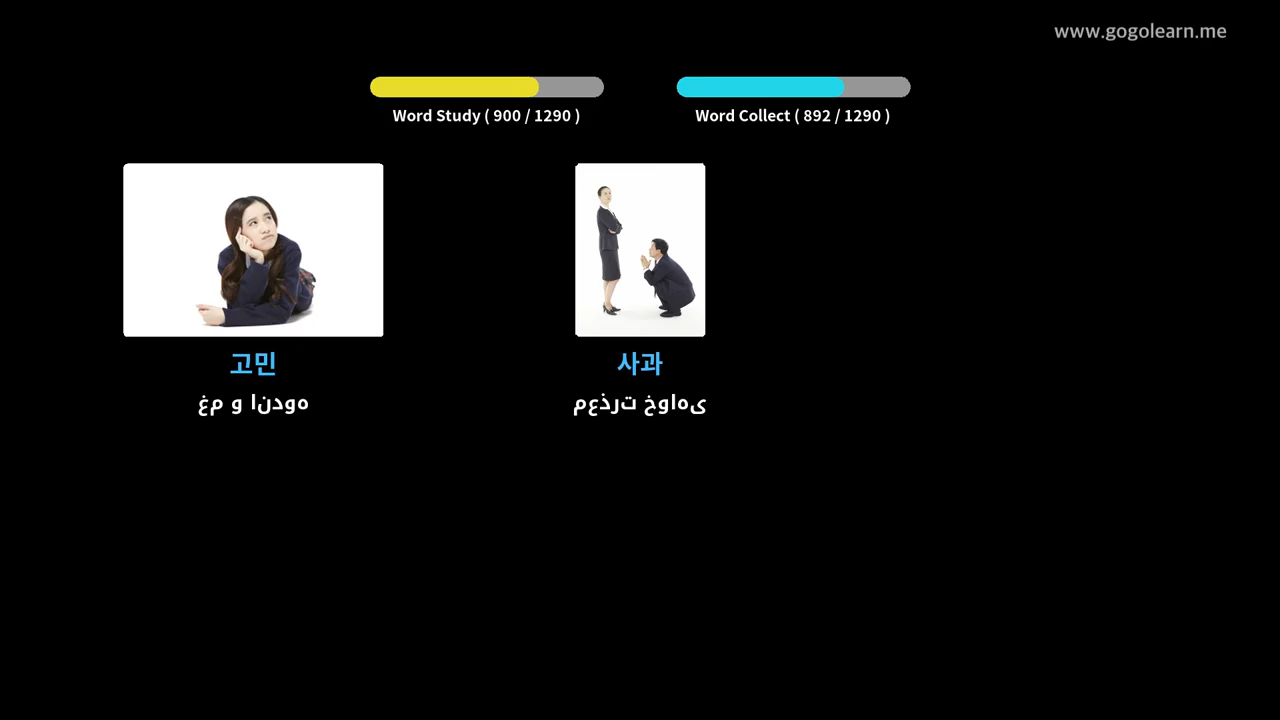 www.gogolearn.me
Word Study ( 900 / 1290 )
Word Collect ( 892 / 1290 )
고민
غم و اندوه
사과
معذرت خواهی